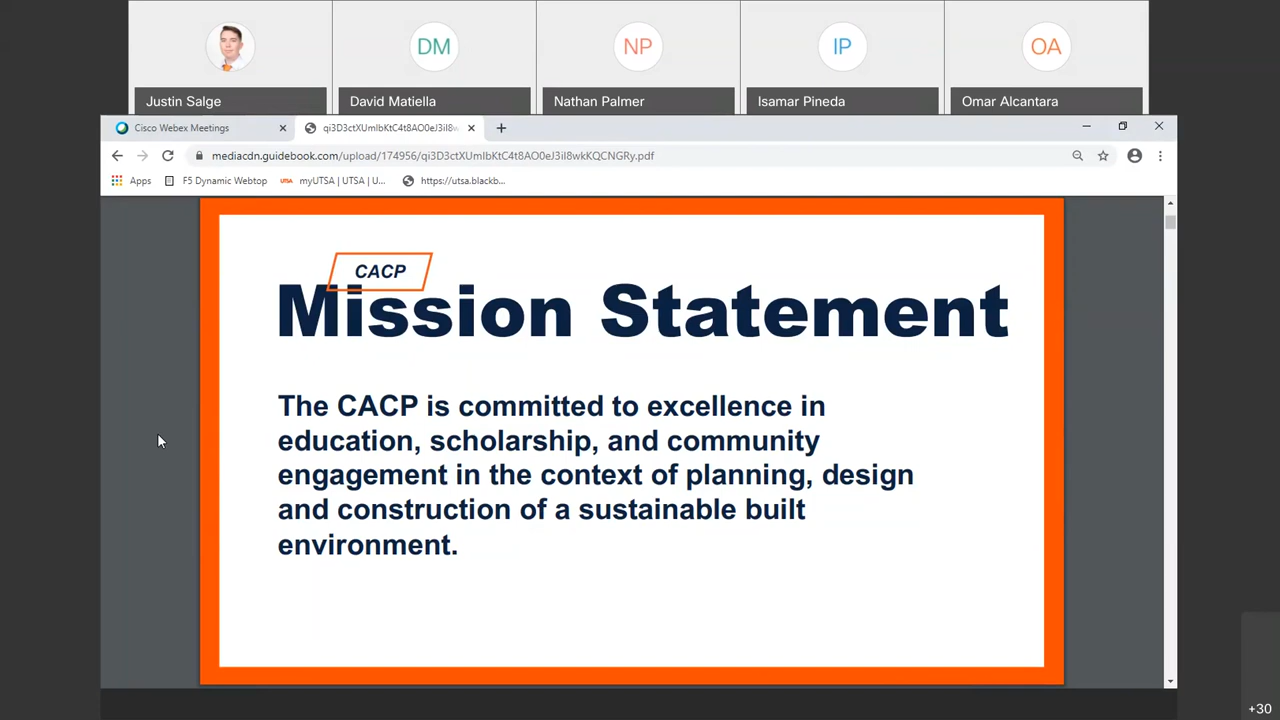 DM
NP
IP
OA
Justin Salge
David Matiella
Nathan Palmer
Isamar Pineda
Omar Alcantara
Cisco Webex Meetings
mediacdn.guidebook.com/upload/174956/
Apps
F5 Dynamic Webtop
myUTSA | UTSA | U...
https://utsa.blackb...
CACP
Mission Statement
The CACP is committed to excellence in
education, scholarship, and community
engagement in the context of planning, design
and construction of a sustainable built
environment.
+30